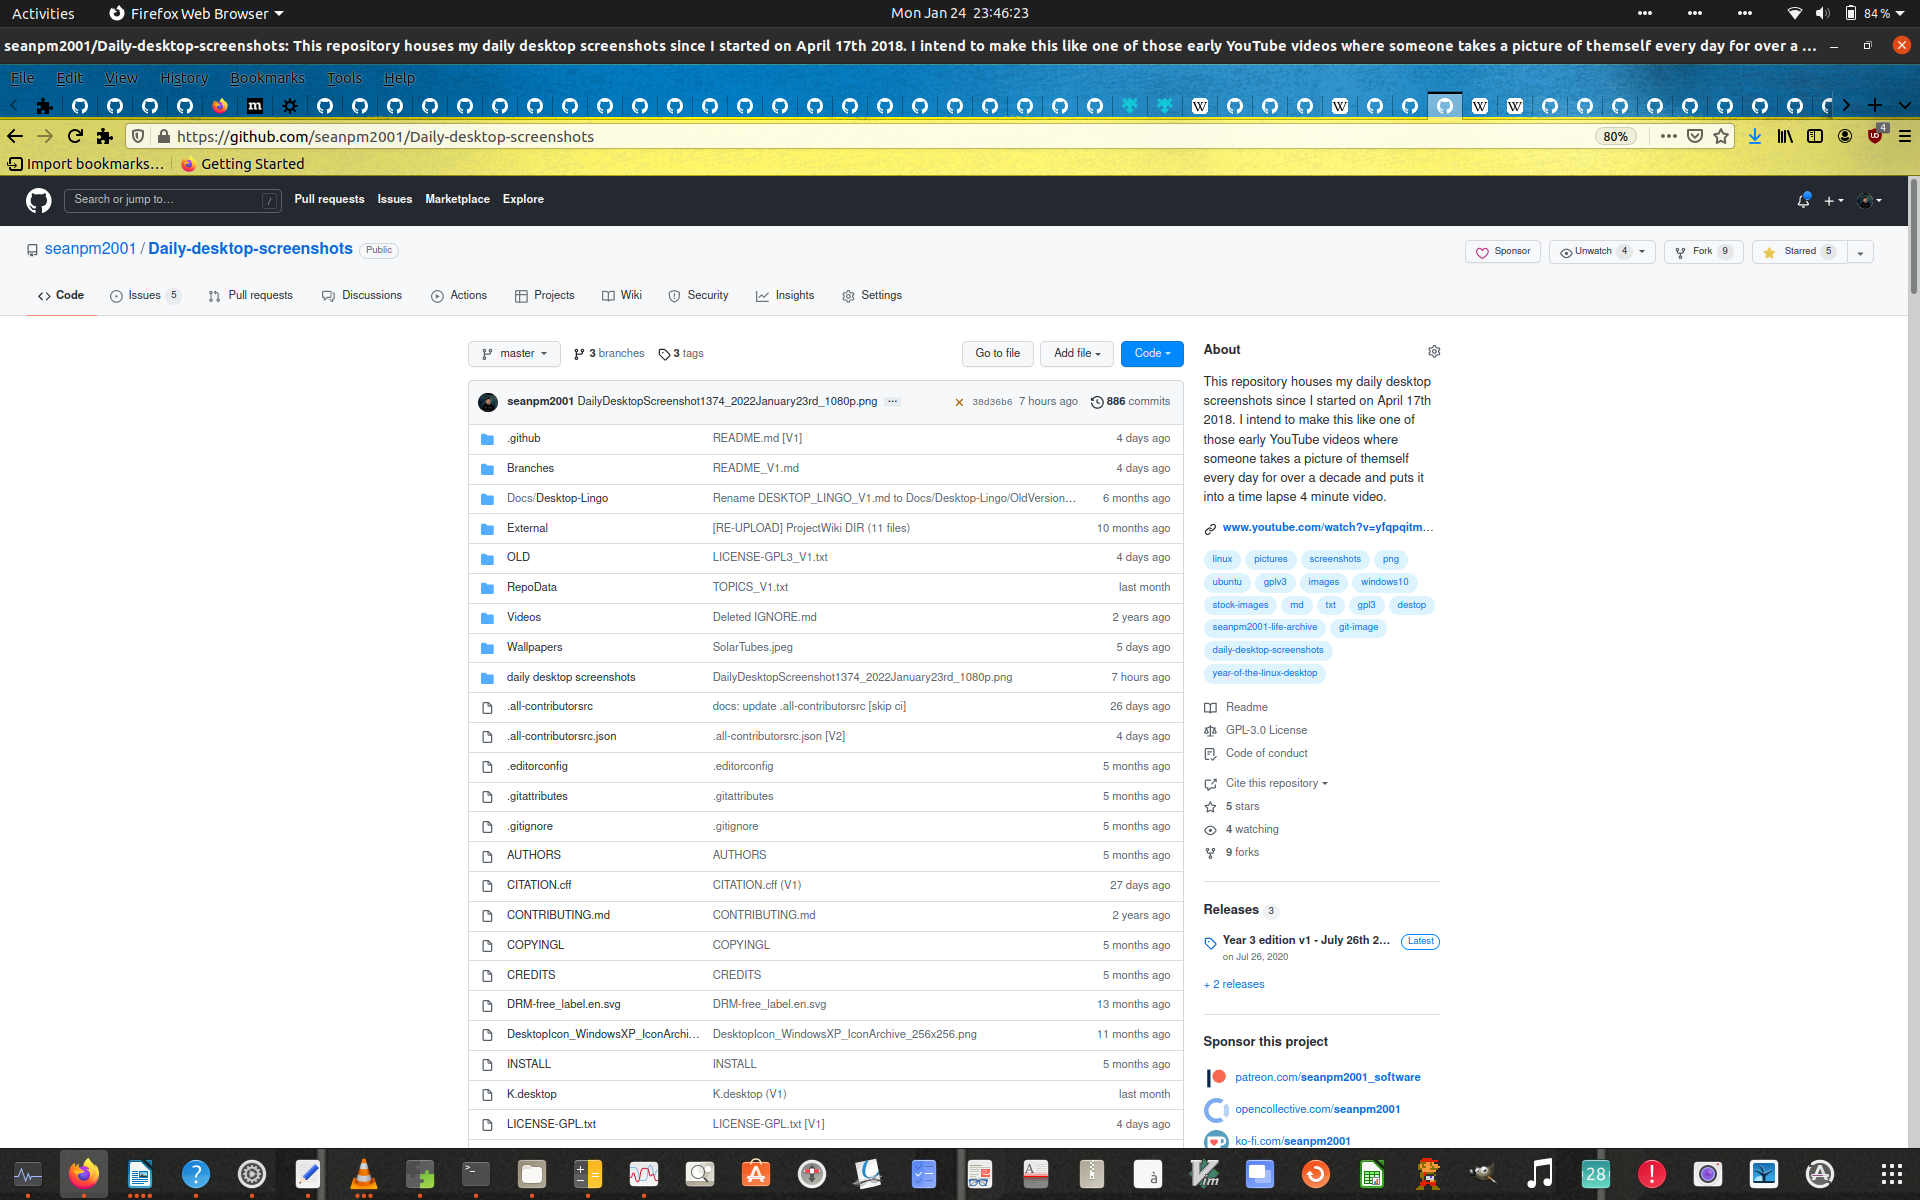 Activities
Firefox Web Browser
Mon Jan 24 23:46:23
84 %
seanpm2001/Daily-desktop-screenshots: This repository houses my daily desktop screenshots since I started on April 17th 2018. I intend to make this like one of those early YouTube videos where someone takes a picture of themself every day for over a ...
File Edit View History Bookmarks Tools Help
https://github.com/seanpm2001/Daily-desktop-screenshots
80%
4
Import bookmarks...
Getting Started
Search or jump to... /
Pull requests Issues Marketplace Explore
seanpm2001 / Daily-desktop-screenshots Public
Sponsor
Unwatch 4
Fork 9
Starred 5
Code
Issues 5
Pull requests
Discussions
Actions
Projects
Wiki
Security
Insights
Settings
master
3 branches
3 tags
Go to file
Add file
Code
seanpm2001 DailyDesktopScreenshot1374_2022January23rd_1080p.png ...
38d36b6 7 hours ago
886 commits
.github README.md [V1] 4 days ago
Branches README_V1.md 4 days ago
Docs/Desktop-Lingo Rename DESKTOP_LINGO_V1.md to Docs/Desktop-Lingo/OldVersion... 6 months ago
External [RE-UPLOAD] ProjectWiki DIR (11 files) 10 months ago
OLD LICENSE-GPL3_V1.txt 4 days ago
RepoData TOPICS_V1.txt last month
Videos Deleted IGNORE.md 2 years ago
Wallpapers SolarTubes.jpeg 5 days ago
daily desktop screenshots DailyDesktopScreenshot1374_2022January23rd_1080p.png 7 hours ago
.all-contributorsrc docs: update .all-contributorsrc [skip ci] 26 days ago
.all-contributorsrc.json .all-contributorsrc.json [V2] 4 days ago
.editorconfig .editorconfig 5 months ago
.gitattributes .gitattributes 5 months ago
.gitignore .gitignore 5 months ago
AUTHORS AUTHORS 5 months ago
CITATION.cff CITATION.cff (V1) 27 days ago
CONTRIBUTING.md CONTRIBUTING.md 2 years ago
COPYINGL COPYINGL 5 months ago
CREDITS CREDITS 5 months ago
DRM-free_label.en.svg DRM-free_label.en.svg 13 months ago
DesktopIcon_WindowsXP_IconArchi... DesktopIcon_WindowsXP_IconArchive_256x256.png 11 months ago
INSTALL INSTALL 5 months ago
K.desktop K.desktop (V1) last month
LICENSE-GPL.txt LICENSE-GPL.txt [V1] 4 days ago
About
This repository houses my daily desktop
screenshots since I started on April 17th
2018. I intend to make this like one of
those early YouTube videos where
someone takes a picture of themself
every day for over a decade and puts it
into a time lapse 4 minute video.
www.youtube.com/watch?v=yfqpqitm...
linux pictures screenshots png
ubuntu gplv3 images windows10
stock-images md txt gpl3 destop
seanpm2001-life-archive git-image
daily-desktop-screenshots
year-of-the-linux-desktop
Readme
GPL-3.0 License
Code of conduct
Cite this repository
5 stars
4 watching
9 forks
Releases 3
Year 3 edition v1 - July 26th 2... Latest
on Jul 26, 2020
+ 2 releases
Sponsor this project
patreon.com/seanpm2001_software
opencollective.com/seanpm2001
ko-fi.com/seanpm2001
28